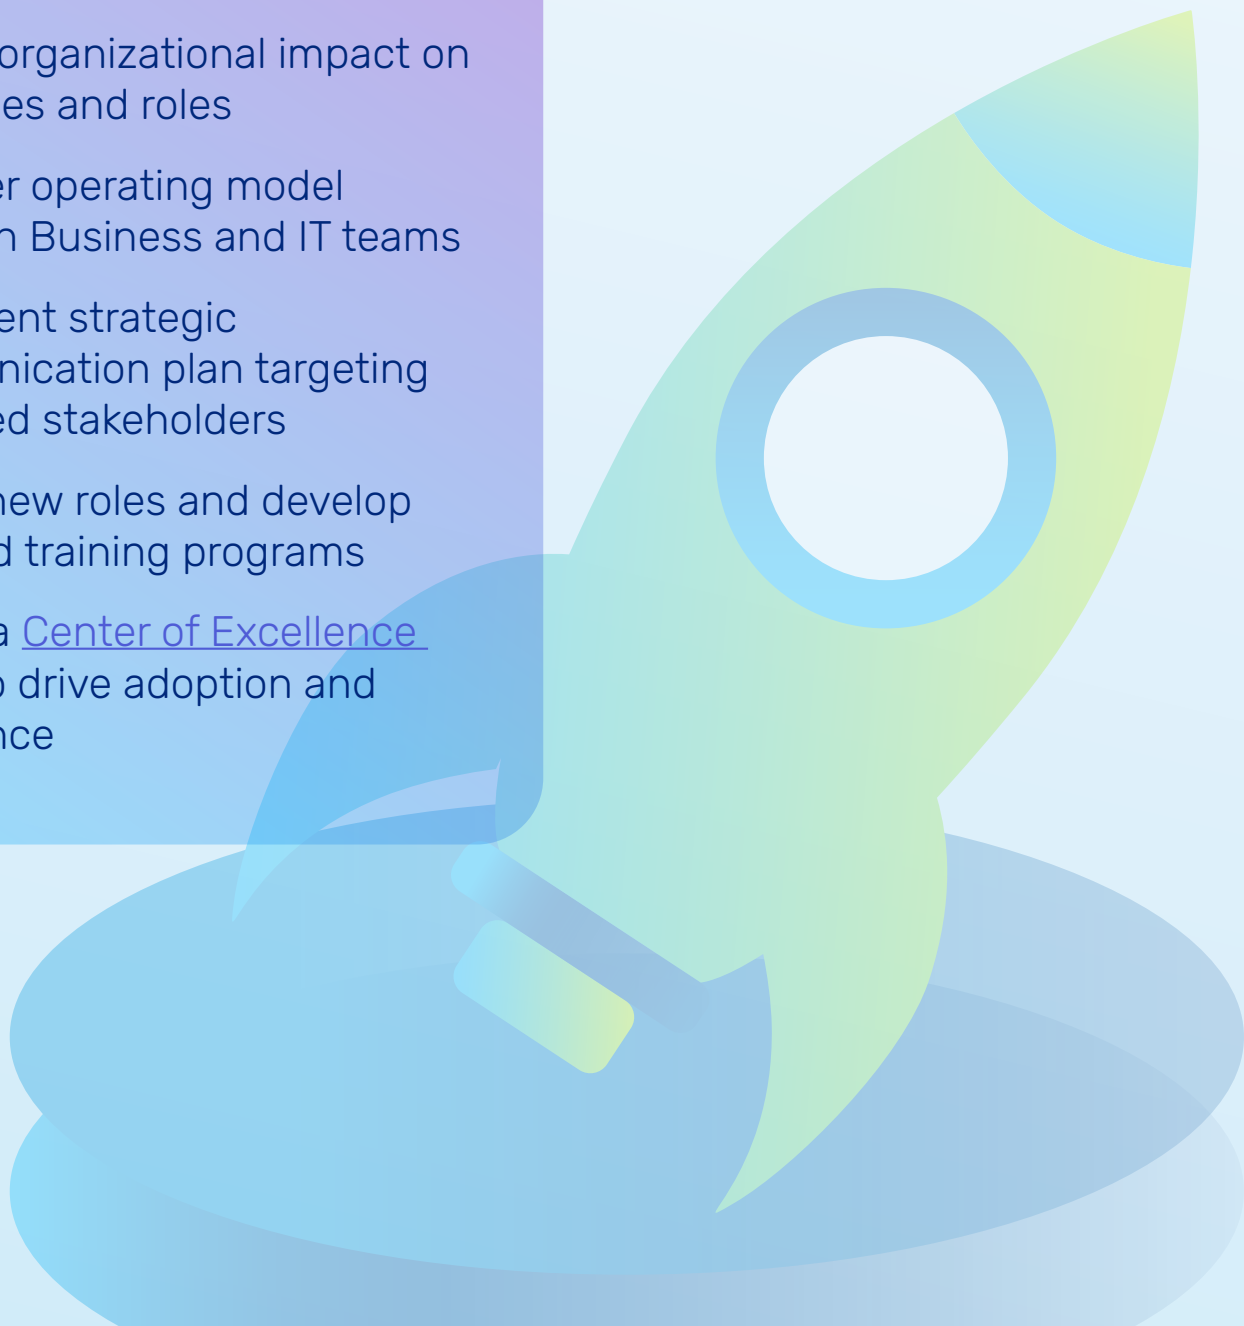 organizational impact on
es and roles
er operating model
n Business and IT teams
ent strategic
nication plan targeting
ed stakeholders
new roles and develop
d training programs
a Center of Excellence
o drive adoption and
nce